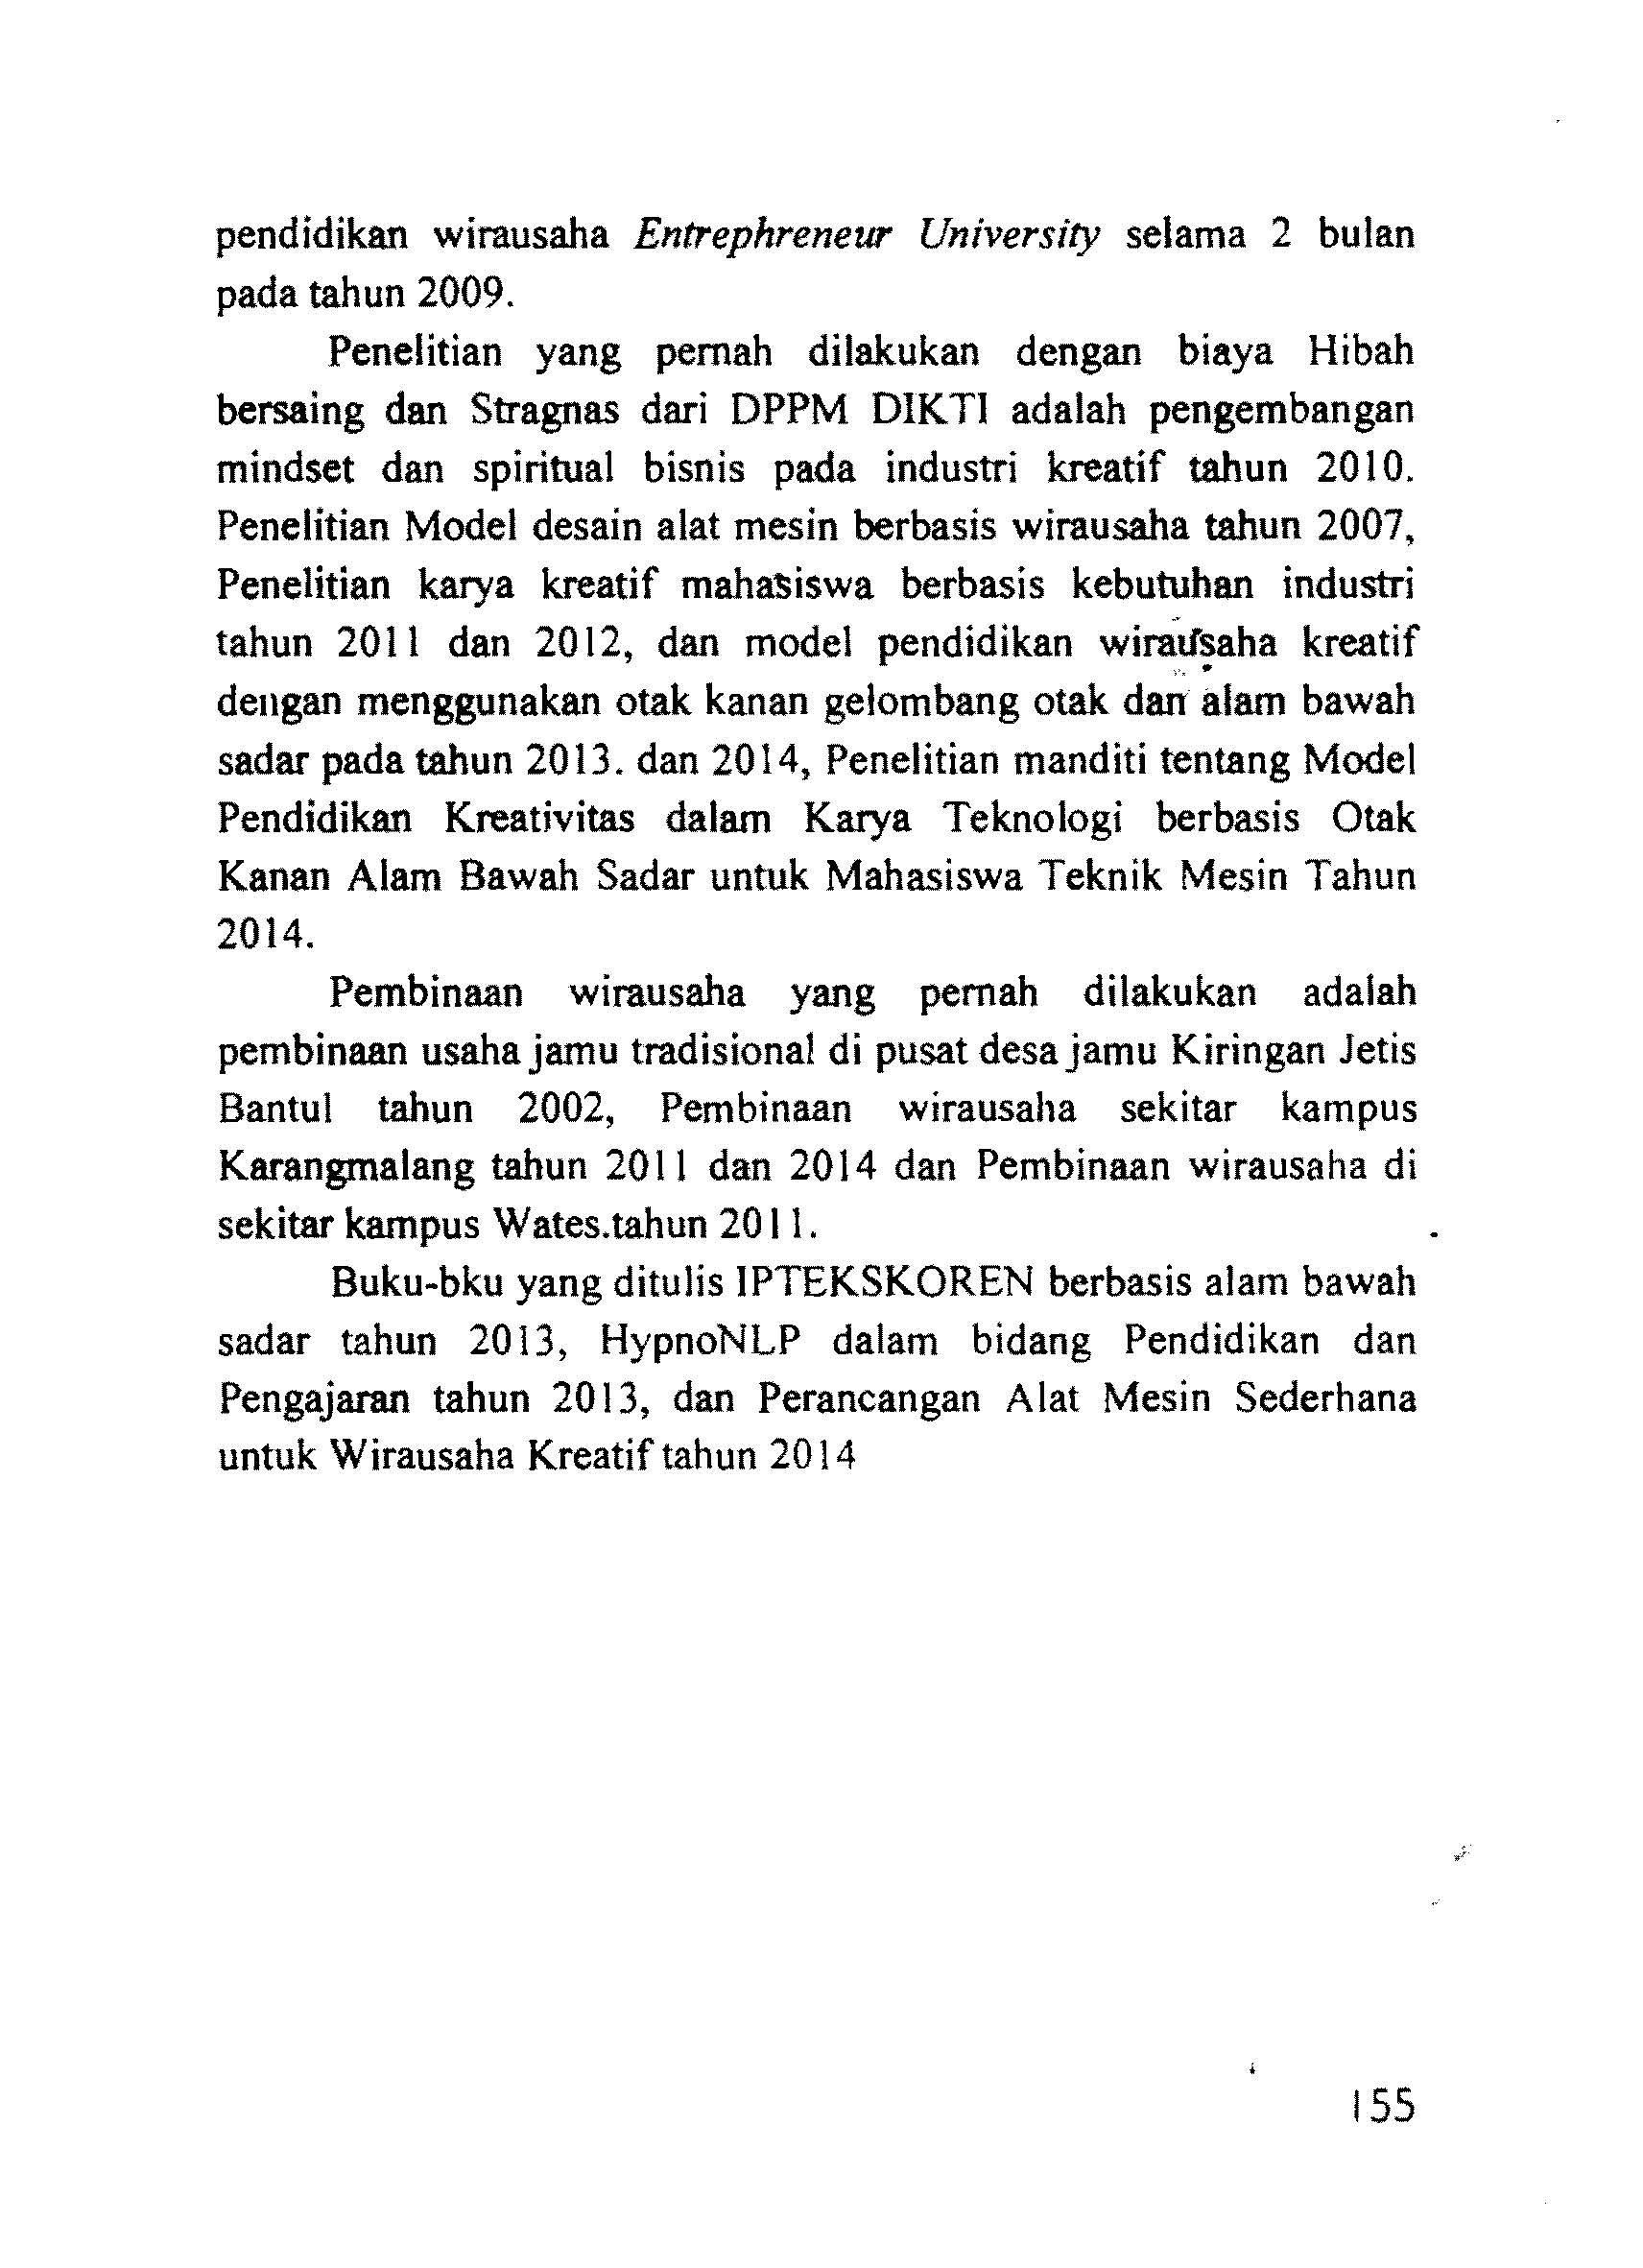 pendidikan wirausaha Entrephreneur University selama 2 bulan
pada tahun 2009.
Penelitian yang pernah dilakukan dengan biaya Hibah
bersaing dan Stragnas dari DPPM DIKTI adalah pengembangan
mindset dan spiritual bisnis pada industri kreatif tahun 2010.
Penelitian Model desain alat mesin berbasis wirausaha tahun 2007,
Penelitian karya kreatif mahasiswa berbasis kebutuhan industri
tahun 2011 dan 2012, dan model pendidikan wirausaha kreatif
dengan menggunakan otak kanan gelombang otak dan alam bawah
sadar pada tahun 2013. dan 2014, Penelitian manditi tentang Model
Pendidikan Kreativitas dalam Karya Teknologi berbasis Otak
Kanan Alam Bawah Sadar untuk Mahasiswa Teknik Mesin Tahun
2014.
Pembinaan wirausaha yang pernah dilakukan adalah
pembinaan usaha jamu tradisional di pusat desa jamu Kiringan Jetis
Bantul tahun 2002, Pembinaan wirausaha sekitar kampus
Karangmalang tahun 2011 dan 2014 dan Pembinaan wirausaha di
sekitar kampus Wates.tahun 2011.
Buku-bku yang ditulis IPTEKSKOREN berbasis alam bawah
sadar tahun 2013, HypnoNLP dalam bidang Pendidikan dan
Pengajaran tahun 2013, dan Perancangan Alat Mesin Sederhana
untuk Wirausaha Kreatif tahun 2014
155